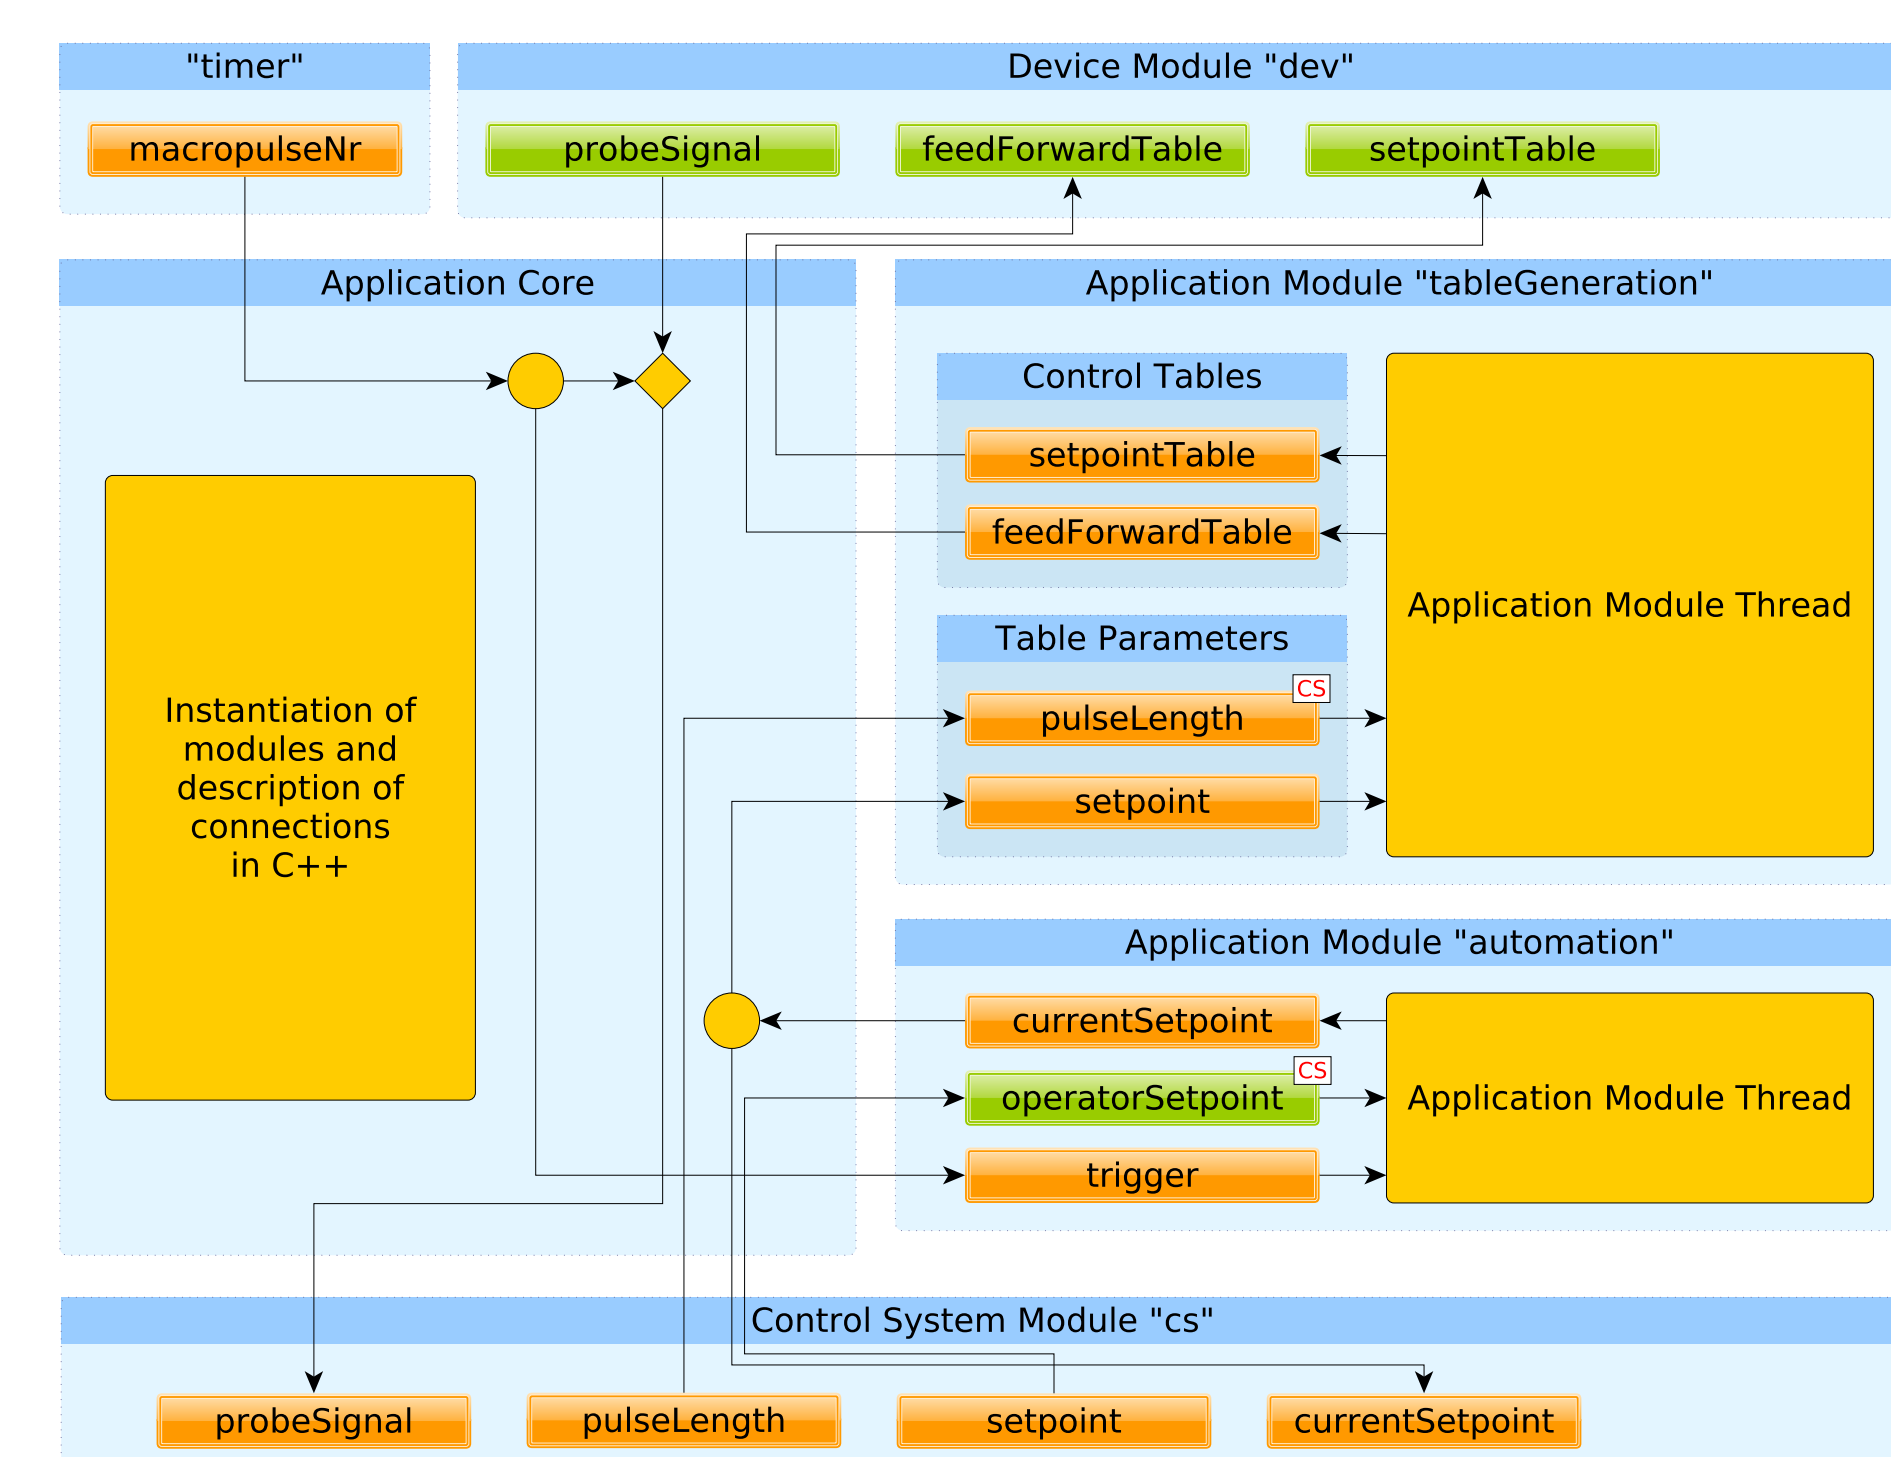 "timer"
Device Module "dev"
macropulseNr
probeSignal
feedForwardTable
setpointTable
Application Core
Application Module "tableGeneration"
Control Tables
setpointTable
feedForwardTable
Application Module Thread
Table Parameters
CS
pulseLength
setpoint
Instantiation of
modules and
description of
connections
in C++
Application Module "automation"
currentSetpoint
CS
operatorSetpoint
Application Module Thread
trigger
Control System Module "cs"
probeSignal
pulseLength
setpoint
currentSetpoint